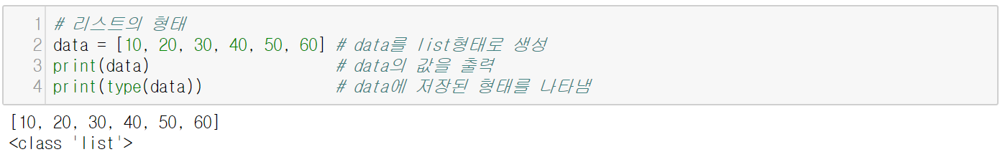 1 # 리스트의 형태
2 data = [10, 20, 30, 40, 50, 60] # data를 list형태로 생성
3 print(data) # data의 값을 출력
4 print(type(data)) # data에 저장된 형태를 나타냄
[10, 20, 30, 40, 50, 60]
<class 'list'>